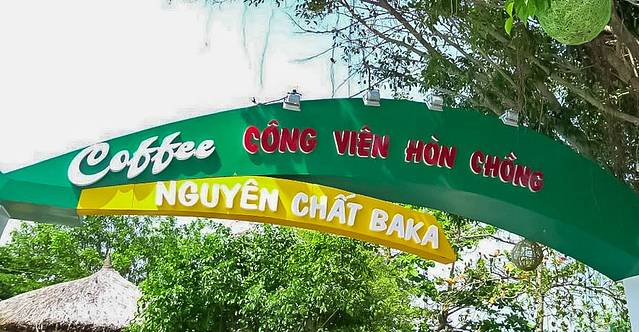 Coffee CÔNG VIÊN HÒN CHỒNG
NGUYÊN CHẤT BAKA